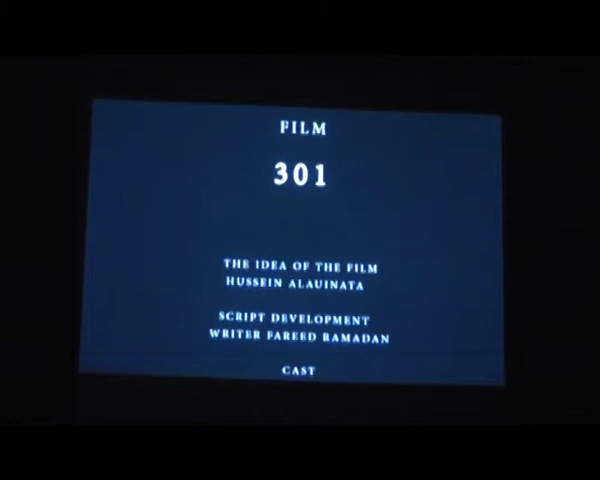 FILM
301
THE IDEA OF THE FILM
HUSSEIN ALAUINATA
SCRIPT DEVELOPMENT
WRITER FAREED RAMADAN
CAST